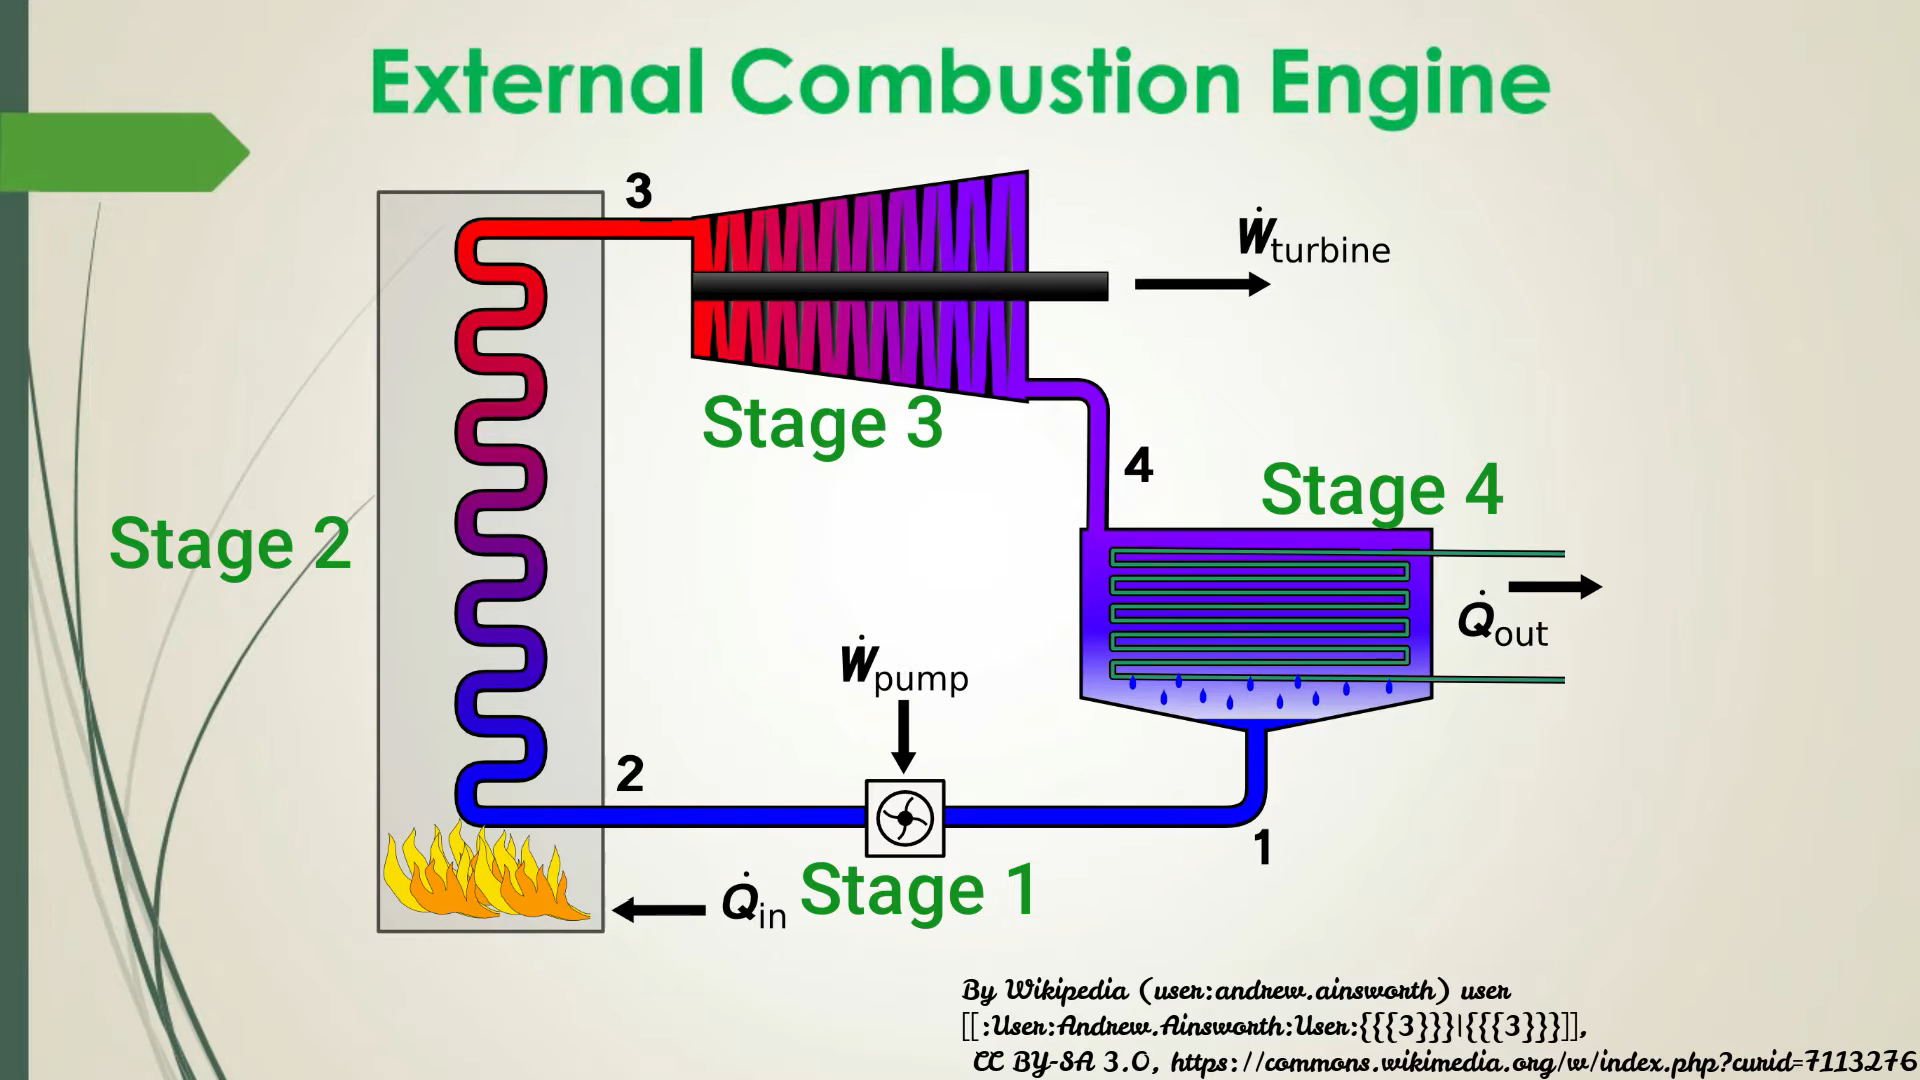 External Combustion Engine
3
Ẇturbine
Stage 3
4
Stage 4
Stage 2
Q̇out
Ẇpump
2
1
Stage 1
Q̇in
By Wikipedia (user:andrew.ainsworth) user
[[:User:Andrew.Ainsworth:User:{{{3}}}|{{{3}}}]],
CC BY-SA 3.0, https://commons.wikimedia.org/w/index.php?curid=7113276